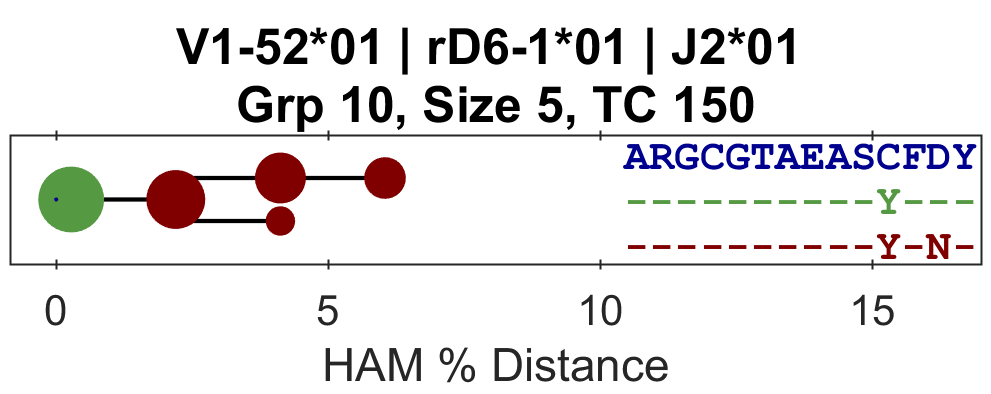 V1-52*01 | rD6-1*01 | J2*01
Grp 10, Size 5, TC 150
ARGCGTAEASCFDY
----------Y---
----------Y-N-
0 5 10 15
HAM % Distance